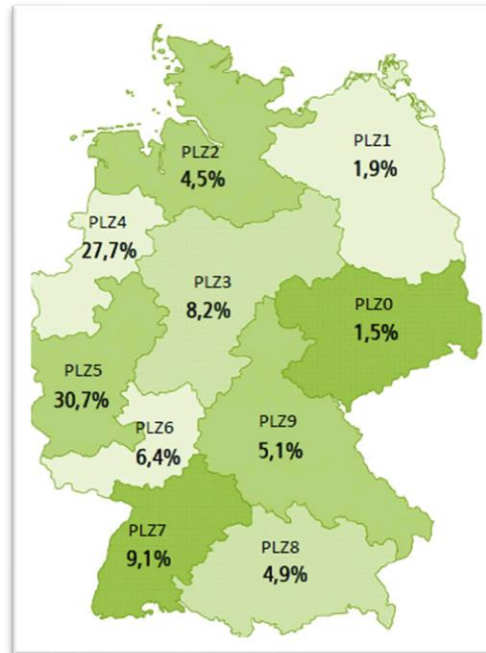 PLZ2
4,5%
PLZ1
1,9%
PLZ4
27,7%
PLZ3
8,2%
PLZ0
1,5%
PLZ5
30,7%
PLZ6
6,4%
PLZ9
5,1%
PLZ7
9,1%
PLZ8
4,9%